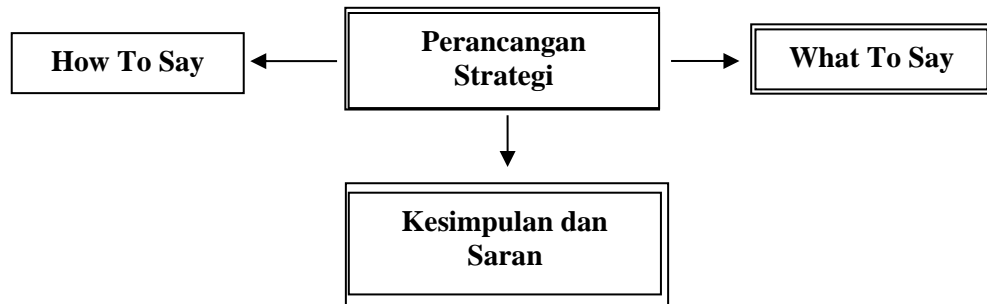 How To Say
Perancangan
Strategi
What To Say
Kesimpulan dan
Saran